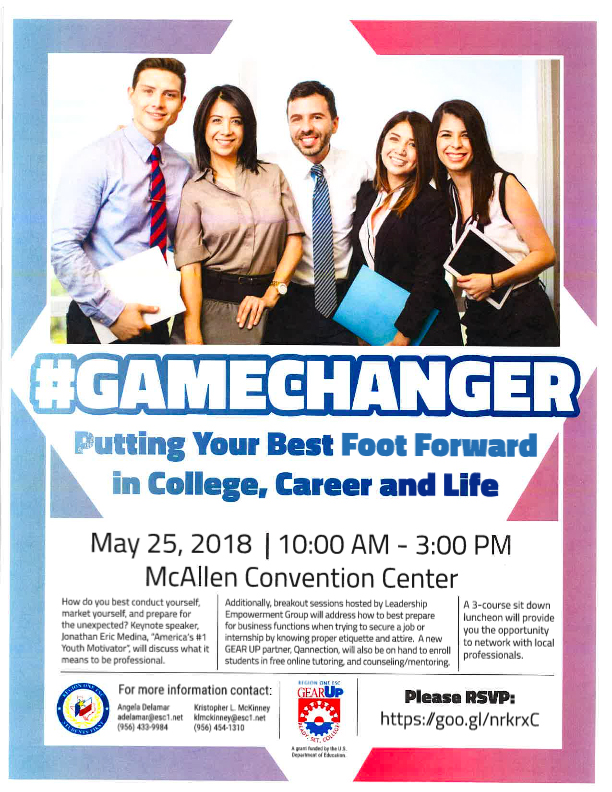 #GAMECHANGER
Putting Your Best Foot Forward
in College, Career and Life
May 25, 2018 | 10:00 AM - 3:00 PM
McAllen Convention Center
How do you best conduct yourself,
market yourself, and prepare for
the unexpected? Keynote speaker,
Jonathan Eric Medina, "America's #1
Youth Motivator", will discuss what it
means to be professional.
Additionally, breakout sessions hosted by Leadership
Empowerment Group will address how to best prepare
for business functions when trying to secure a job or
internship by knowing proper etiquette and attire. A new
GEAR UP partner, Qannection, will also be on hand to enroll
students in free online tutoring, and counseling/mentoring.
A 3-course sit down
luncheon will provide
you the opportunity
to network with local
professionals.
REGION ONE ESC
STUDENTS FIRST
For more information contact:
Angela Delamar
adelamar@esc1.net
(956) 433-9984
Kristopher L. McKinney
klmckinney@esc1.net
(956) 454-1310
REGION ONE ESC
GEAR UP
READY, SET, COLLEGE
A grant funded by the U.S.
Department of Education.
Please RSVP:
https://goo.gl/nrkrxC